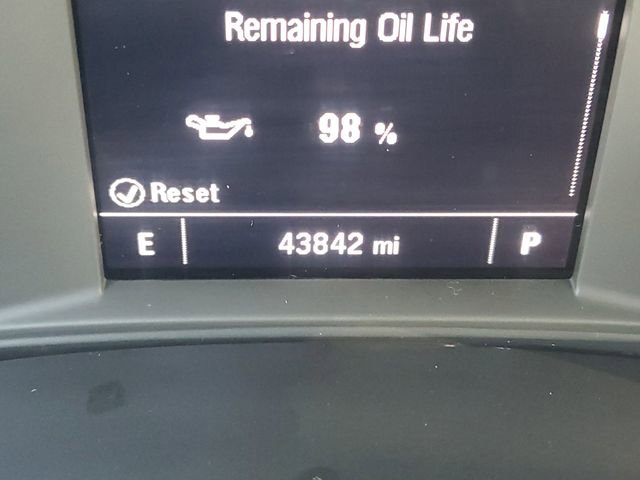 Remaining Oil Life
98 %
Reset
E 43842 mi P